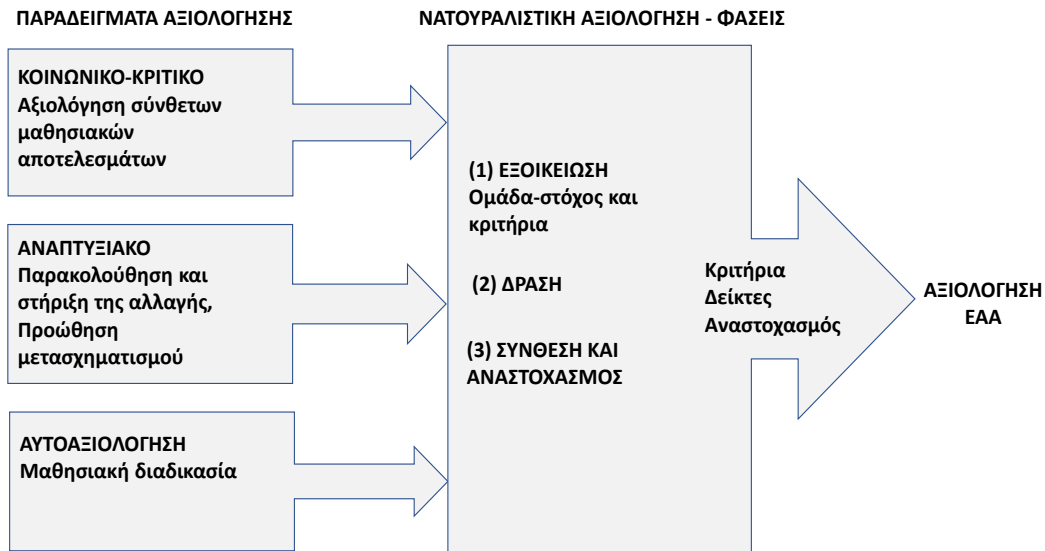 ΠΑΡΑΔΕΙΓΜΑΤΑ ΑΞΙΟΛΟΓΗΣΗΣ
ΝΑΤΟΥΡΑΛΙΣΤΙΚΗ ΑΞΙΟΛΟΓΗΣΗ - ΦΑΣΕΙΣ
ΚΟΙΝΩΝΙΚΟ-ΚΡΙΤΙΚΟ
Αξιολόγηση σύνθετων
μαθησιακών
αποτελεσμάτων
ΑΝΑΠΤΥΞΙΑΚΟ
Παρακολούθηση και
στήριξη της αλλαγής,
Προώθηση
μετασχηματισμού
ΑΥΤΟΑΞΙΟΛΟΓΗΣΗ
Μαθησιακή διαδικασία
(1) ΕΞΟΙΚΕΙΩΣΗ
Ομάδα-στόχος και
κριτήρια
(2) ΔΡΑΣΗ
(3) ΣΥΝΘΕΣΗ ΚΑΙ
ΑΝΑΣΤΟΧΑΣΜΟΣ
Κριτήρια
Δείκτες
Αναστοχασμός
ΑΞΙΟΛΟΓΗΣΗ
ΕΑΑ